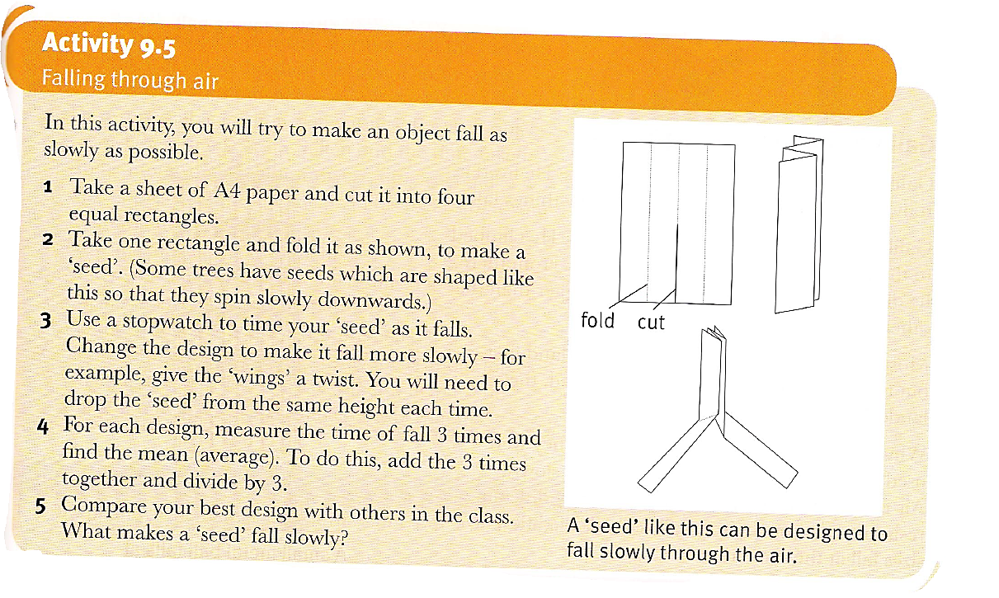 Activity 9.5
Falling through air
In this activity, you will try to make an object fall as
slowly as possible.
1 Take a sheet of A4 paper and cut it into four
equal rectangles.
2 Take one rectangle and fold it as shown, to make a
‘seed’. (Some trees have seeds which are shaped like
this so that they spin slowly downwards.)
3 Use a stopwatch to time your ‘seed’ as it falls.
Change the design to make it fall more slowly – for
example, give the ‘wings’ a twist. You will need to
drop the ‘seed’ from the same height each time.
4 For each design, measure the time of fall 3 times and
find the mean (average). To do this, add the 3 times
together and divide by 3.
5 Compare your best design with others in the class.
What makes a ‘seed’ fall slowly?
fold cut
A ‘seed’ like this can be designed to
fall slowly through the air.